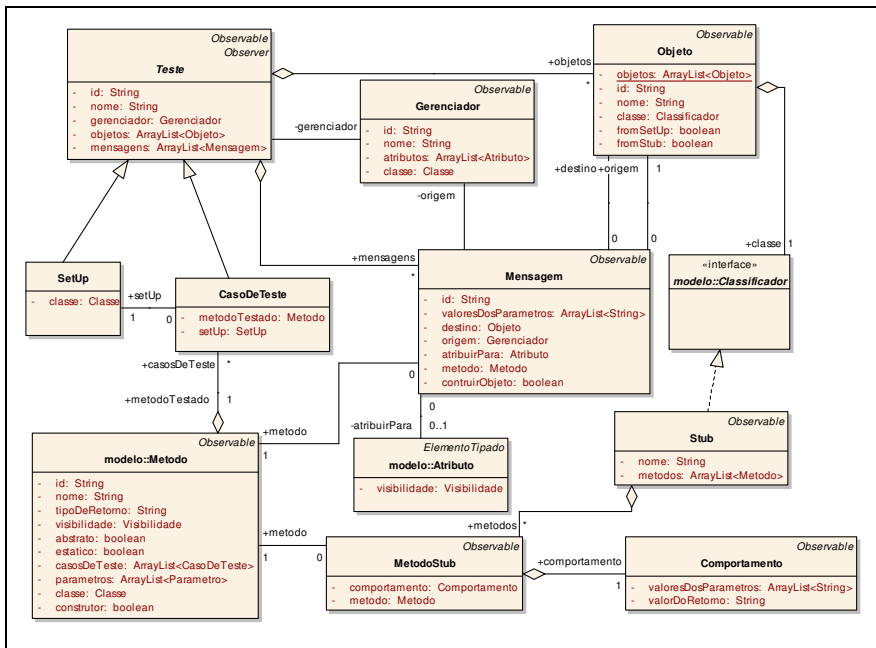 Observable
Observer
Teste
- id: String
- nome: String
- gerenciador: Gerenciador
- objetos: ArrayList<Objeto>
- mensagens: ArrayList<Mensagem>
+objetos
*
Observable
Objeto
- objetos: ArrayList<Objeto>
- id: String
- nome: String
- classe: Classificador
- fromSetUp: boolean
- fromStub: boolean
-gerenciador
Observable
Gerenciador
- id: String
- nome: String
- atributos: ArrayList<Atributo>
- classe: Classe
-origem
+destino +origem 1
0 0
+classe 1
+mensagens
*
SetUp
- classe: Classe
+setUp
1 0
CasoDeTeste
- metodoTestado: Metodo
- setUp: SetUp
Observable
Mensagem
- id: String
- valoresDosParametros: ArrayList<String>
- destino: Objeto
- origem: Gerenciador
- atribuirPara: Atributo
- metodo: Metodo
- contruirObjeto: boolean
«interface»
modelo::Classificador
+casosDeTeste *
+metodoTestado 1
0
0
-atribuirPara 0..1
+metodo
1
Observable
modelo::Metodo
- id: String
- nome: String
- tipoDeRetorno: String
- visibilidade: Visibilidade
- abstrato: boolean
- estatico: boolean
- casosDeTeste: ArrayList<CasoDeTeste>
- parametros: ArrayList<Parametro>
- classe: Classe
- construtor: boolean
ElementoTipado
modelo::Atributo
- visibilidade: Visibilidade
Observable
Stub
- nome: String
- metodos: ArrayList<Metodo>
+metodos *
+metodo
1 0
Observable
MetodoStub
- comportamento: Comportamento
- metodo: Metodo
+comportamento
1
Observable
Comportamento
- valoresDosParametros: ArrayList<String>
- valorDoRetorno: String